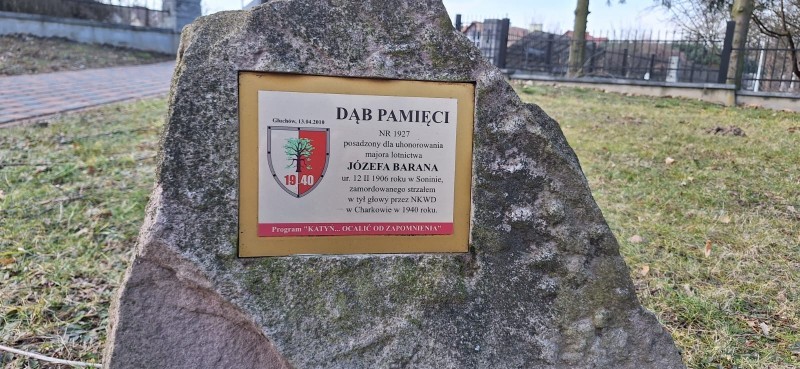 Głuchów, 13.04.2010
19 40
DĄB PAMIĘCI
NR 1927
posadzony dla uhonorowania
majora lotnictwa
JÓZEFA BARANA
ur. 12 II 1906 roku w Soninie,
zamordowanego strzałem
w tył głowy przez NKWD
w Charkowie w 1940 roku.
Program "KATYŃ... OCALIĆ OD ZAPOMNIENIA"